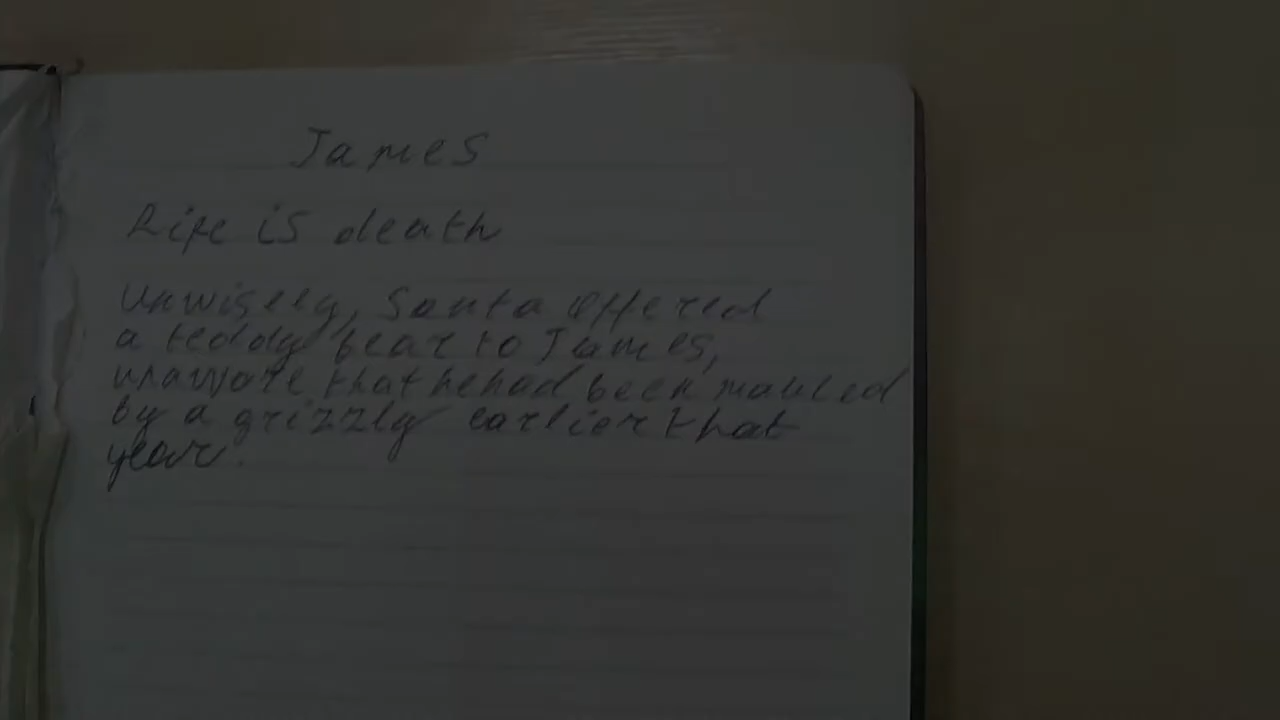 James
Life is death
Unwisely, Santa offered
a teddy bear to James,
unaware that he had been mauled
by a grizzly earlier that
year.